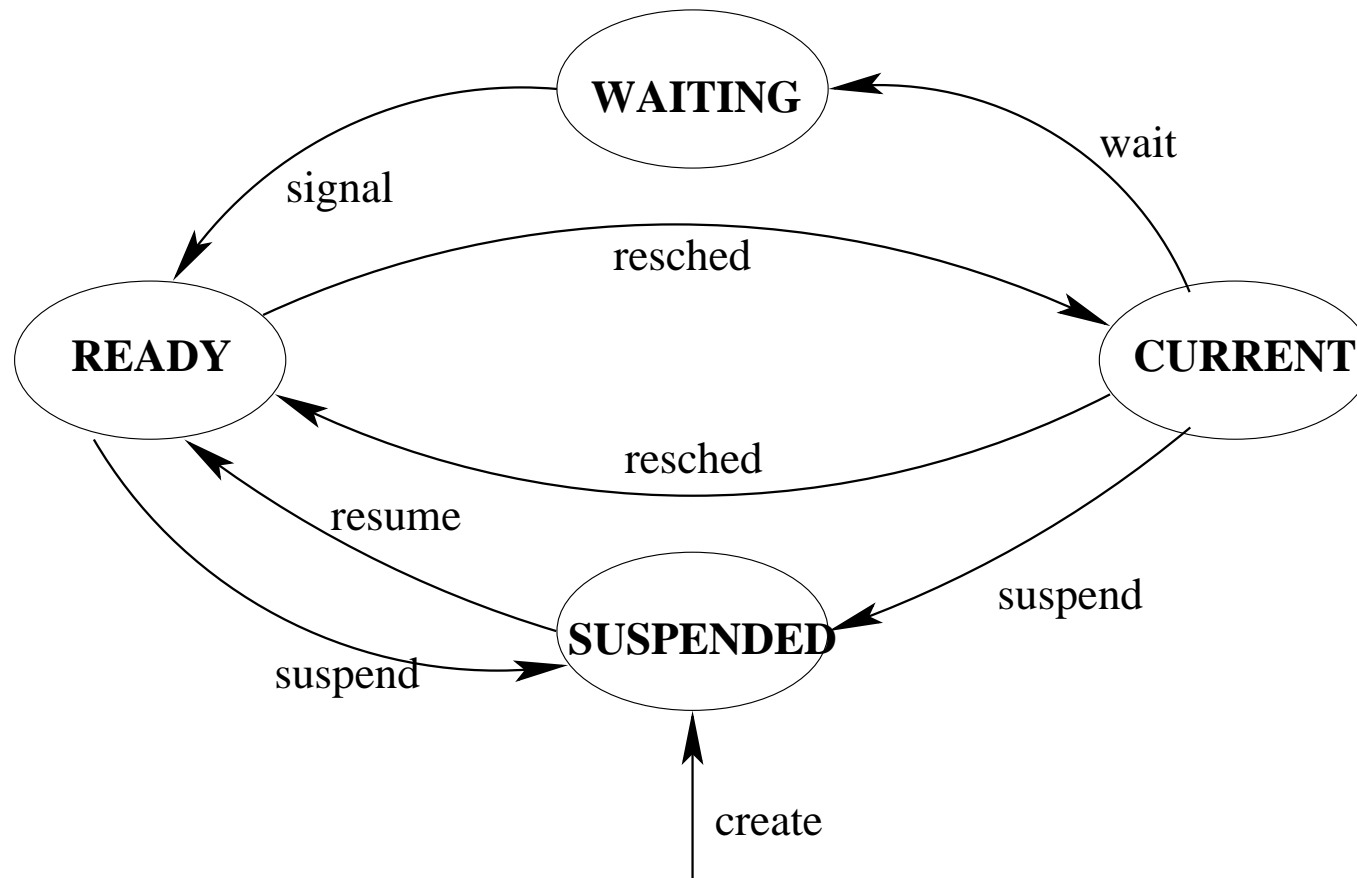 WAITING
wait
signal
resched
READY
CURRENT
resched
resume
suspend
SUSPENDED
suspend
create